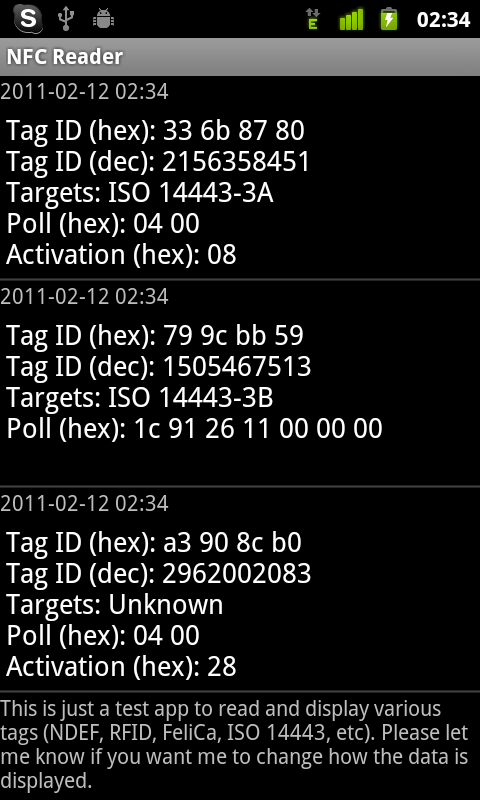 S
E
02:34
NFC Reader
2011-02-12 02:34
Tag ID (hex): 33 6b 87 80
Tag ID (dec): 2156358451
Targets: ISO 14443-3A
Poll (hex): 04 00
Activation (hex): 08
2011-02-12 02:34
Tag ID (hex): 79 9c bb 59
Tag ID (dec): 1505467513
Targets: ISO 14443-3B
Poll (hex): 1c 91 26 11 00 00 00
2011-02-12 02:34
Tag ID (hex): a3 90 8c b0
Tag ID (dec): 2962002083
Targets: Unknown
Poll (hex): 04 00
Activation (hex): 28
This is just a test app to read and display various
tags (NDEF, RFID, FeliCa, ISO 14443, etc). Please let
me know if you want me to change how the data is
displayed.